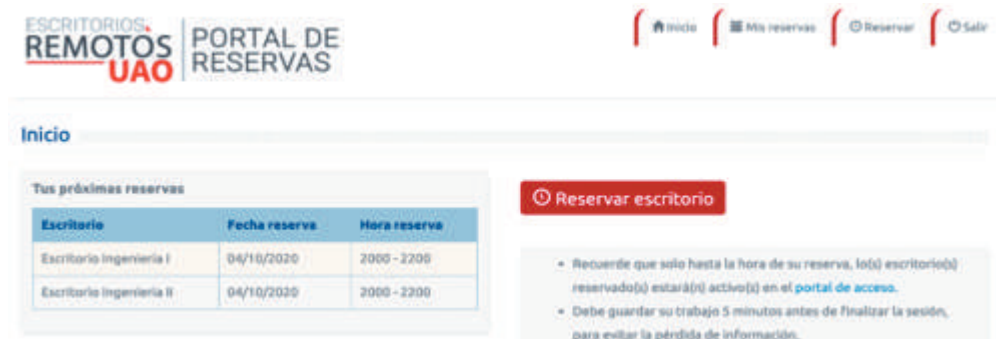 ESCRITORIOS
REMOTOS
UAO
PORTAL DE
RESERVAS
Inicio
Mis reservas
Reservar
Salir
Inicio
Tus próximas reservas
Escritorio Fecha reserva Hora reserva
Escritorio Ingeniería I 04/10/2020 2000 - 2200
Escritorio Ingeniería II 04/10/2020 2000 - 2200
Reservar escritorio
• Recuerde que solo hasta la hora de su reserva, lo(s) escritorio(s)
reservado(s) estará(n) activo(s) en el portal de acceso.
• Debe guardar su trabajo 5 minutos antes de finalizar la sesión,
para evitar la pérdida de información.